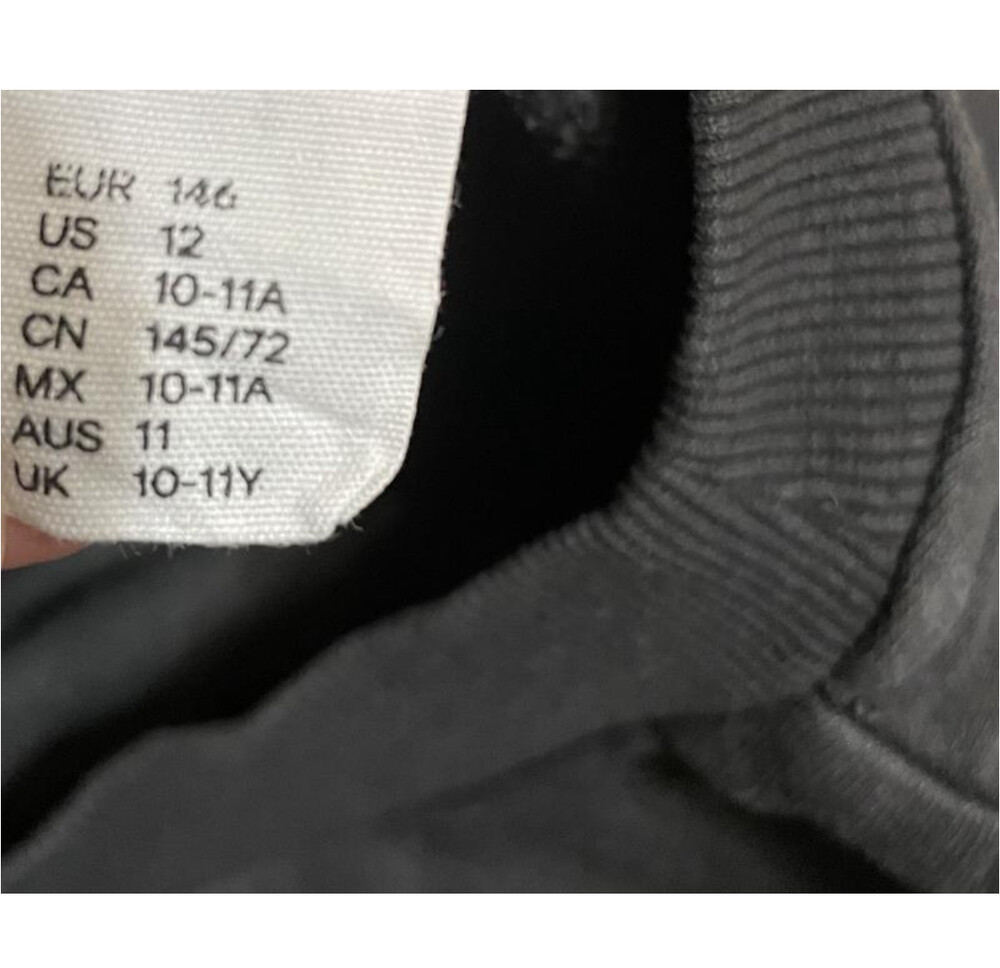 EUR 146
US 12
CA 10-11A
CN 145/72
MX 10-11A
AUS 11
UK 10-11Y